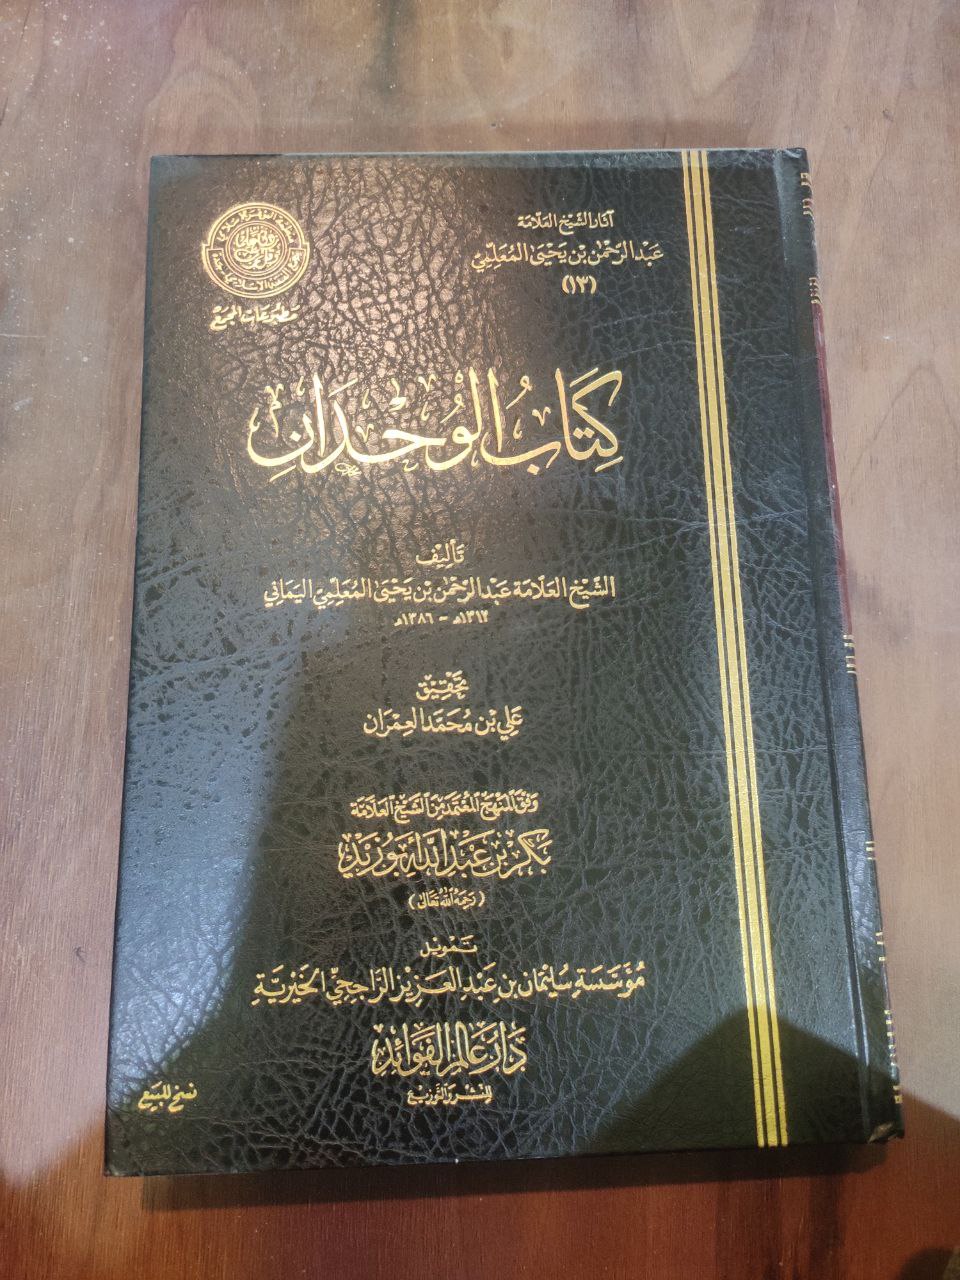 آثار الشيخ العلامة
عبد الرحمن بن يحيى المعلمي
(١٣)
مطبوعات المجمع
كِتَابُ الوُحْدَانِ
تأليف
الشيخ العلامة عبد الرحمن بن يحيى المعلمي اليماني
١٣١٢هـ - ١٣٨٦هـ
تحقيق
علي بن محمد العمران
وفق المنهج المعتمد من الشيخ العلامة
بكر بن عبد الله أبو زيد
(رحمه الله تعالى)
تمويل
مؤسسة سليمان بن عبد العزيز الراجحي الخيرية
دار عالم الفوائد
للنشر والتوزيع
نسخ للبيع